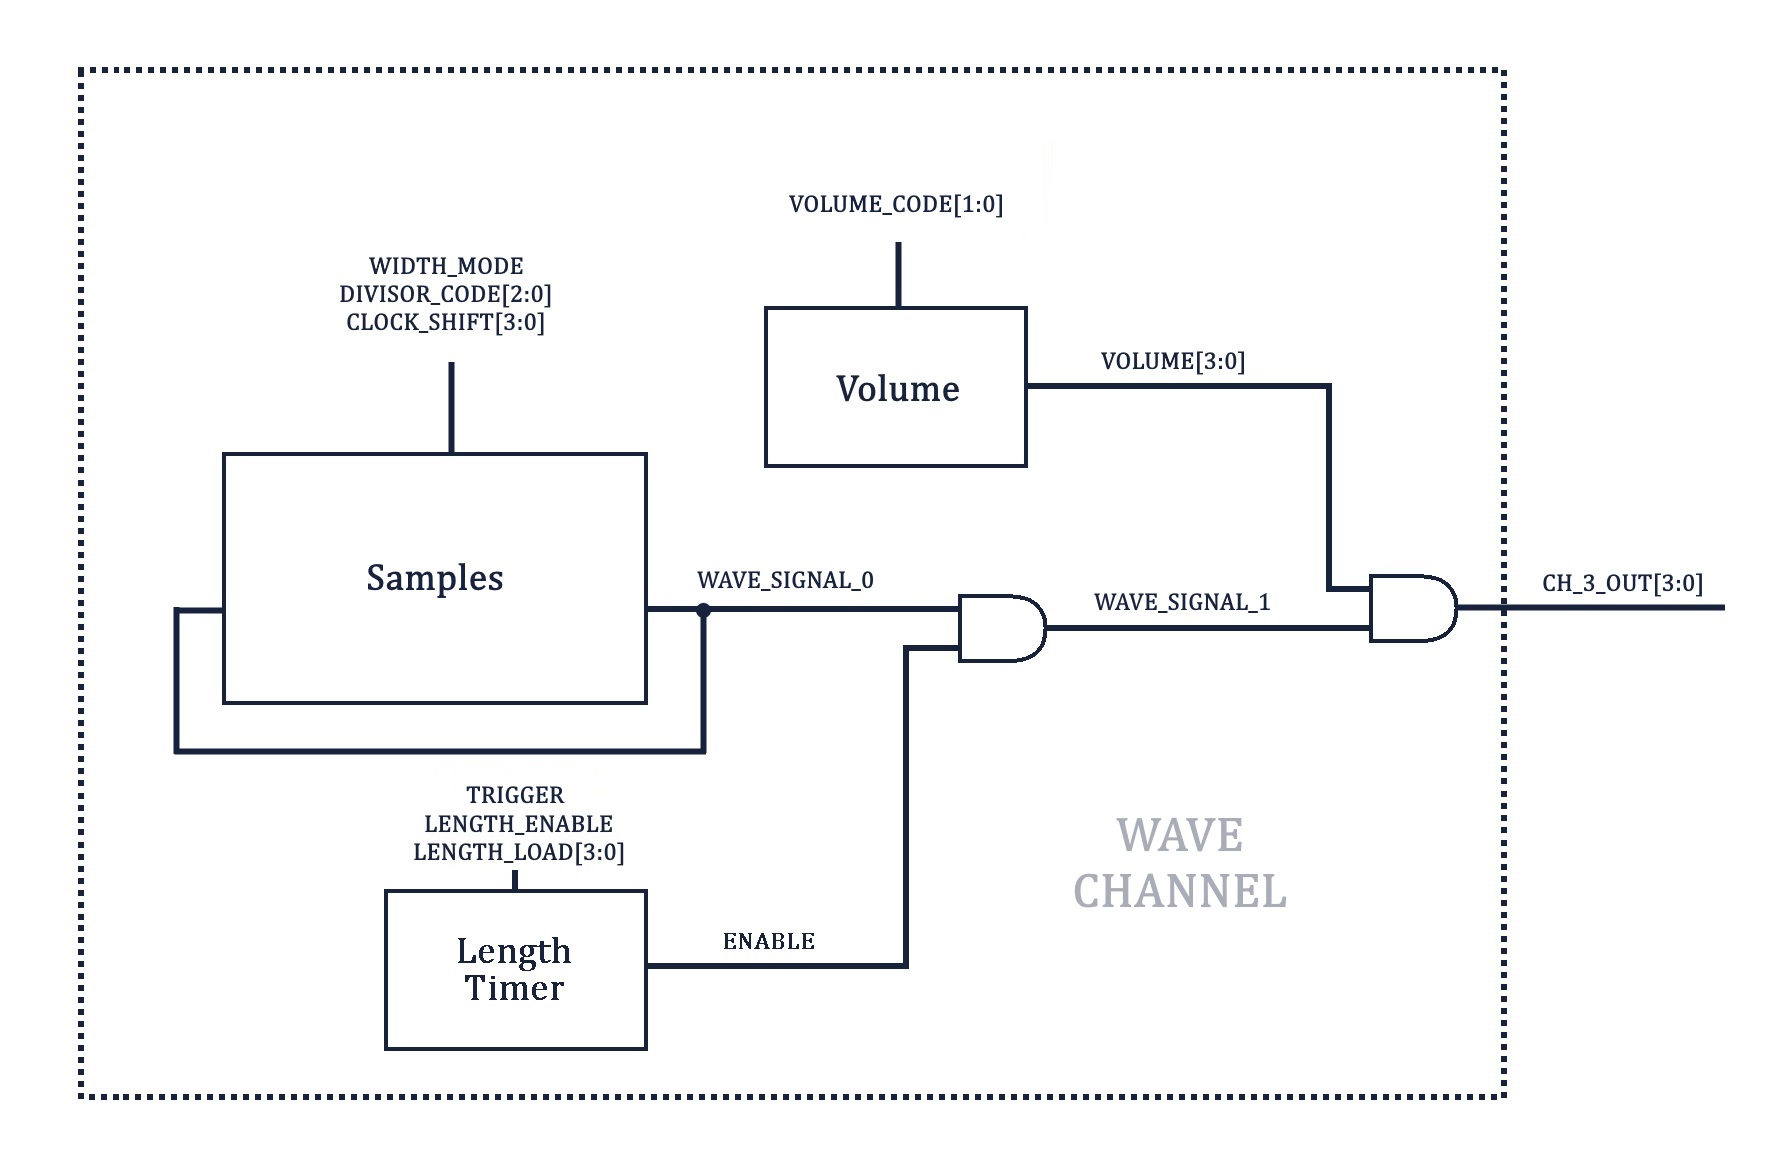 VOLUME_CODE[1:0]
WIDTH_MODE
DIVISOR_CODE[2:0]
CLOCK_SHIFT[3:0]
Volume
VOLUME[3:0]
Samples
WAVE_SIGNAL_0
WAVE_SIGNAL_1
CH_3_OUT[3:0]
TRIGGER
LENGTH_ENABLE
LENGTH_LOAD[3:0]
Length
Timer
ENABLE
WAVE
CHANNEL